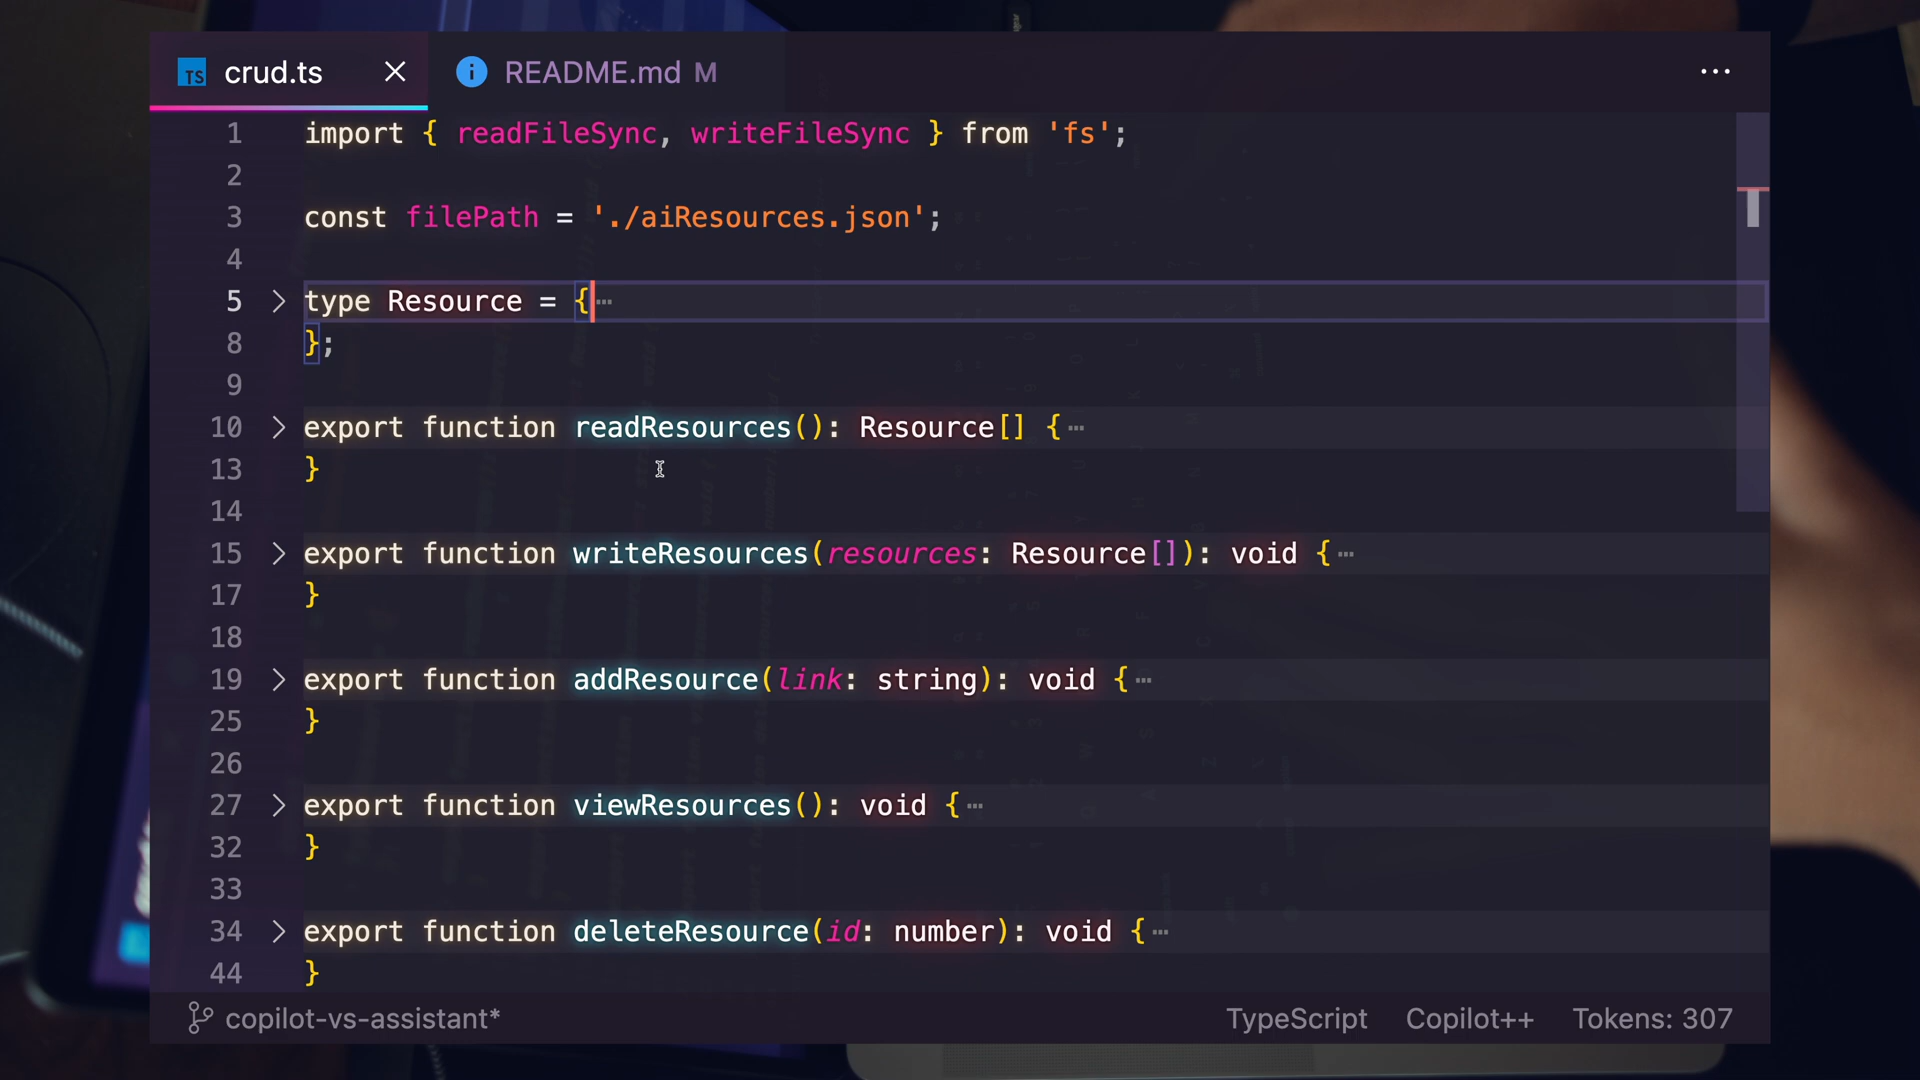 TS crud.ts × i README.md M ...
1 import { readFileSync, writeFileSync } from 'fs';
2
3 const filePath = './aiResources.json';
4
5 > type Resource = {…
8 };
9
10 > export function readResources(): Resource[] {…
13 }
14
15 > export function writeResources(resources: Resource[]): void {…
17 }
18
19 > export function addResource(link: string): void {…
25 }
26
27 > export function viewResources(): void {…
32 }
33
34 > export function deleteResource(id: number): void {…
44 }
copilot-vs-assistant* TypeScript Copilot++ Tokens: 307